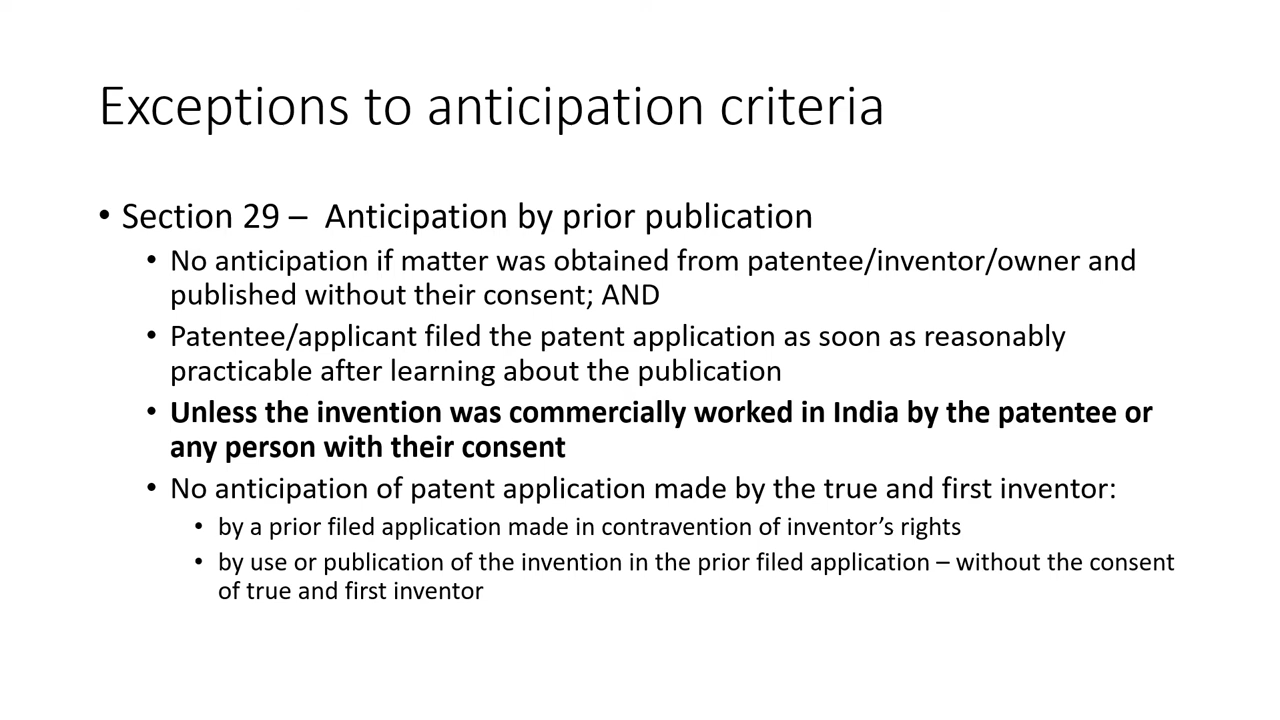 Exceptions to anticipation criteria
• Section 29 – Anticipation by prior publication
• No anticipation if matter was obtained from patentee/inventor/owner and
published without their consent; AND
• Patentee/applicant filed the patent application as soon as reasonably
practicable after learning about the publication
• Unless the invention was commercially worked in India by the patentee or
any person with their consent
• No anticipation of patent application made by the true and first inventor:
• by a prior filed application made in contravention of inventor’s rights
• by use or publication of the invention in the prior filed application – without the consent
of true and first inventor